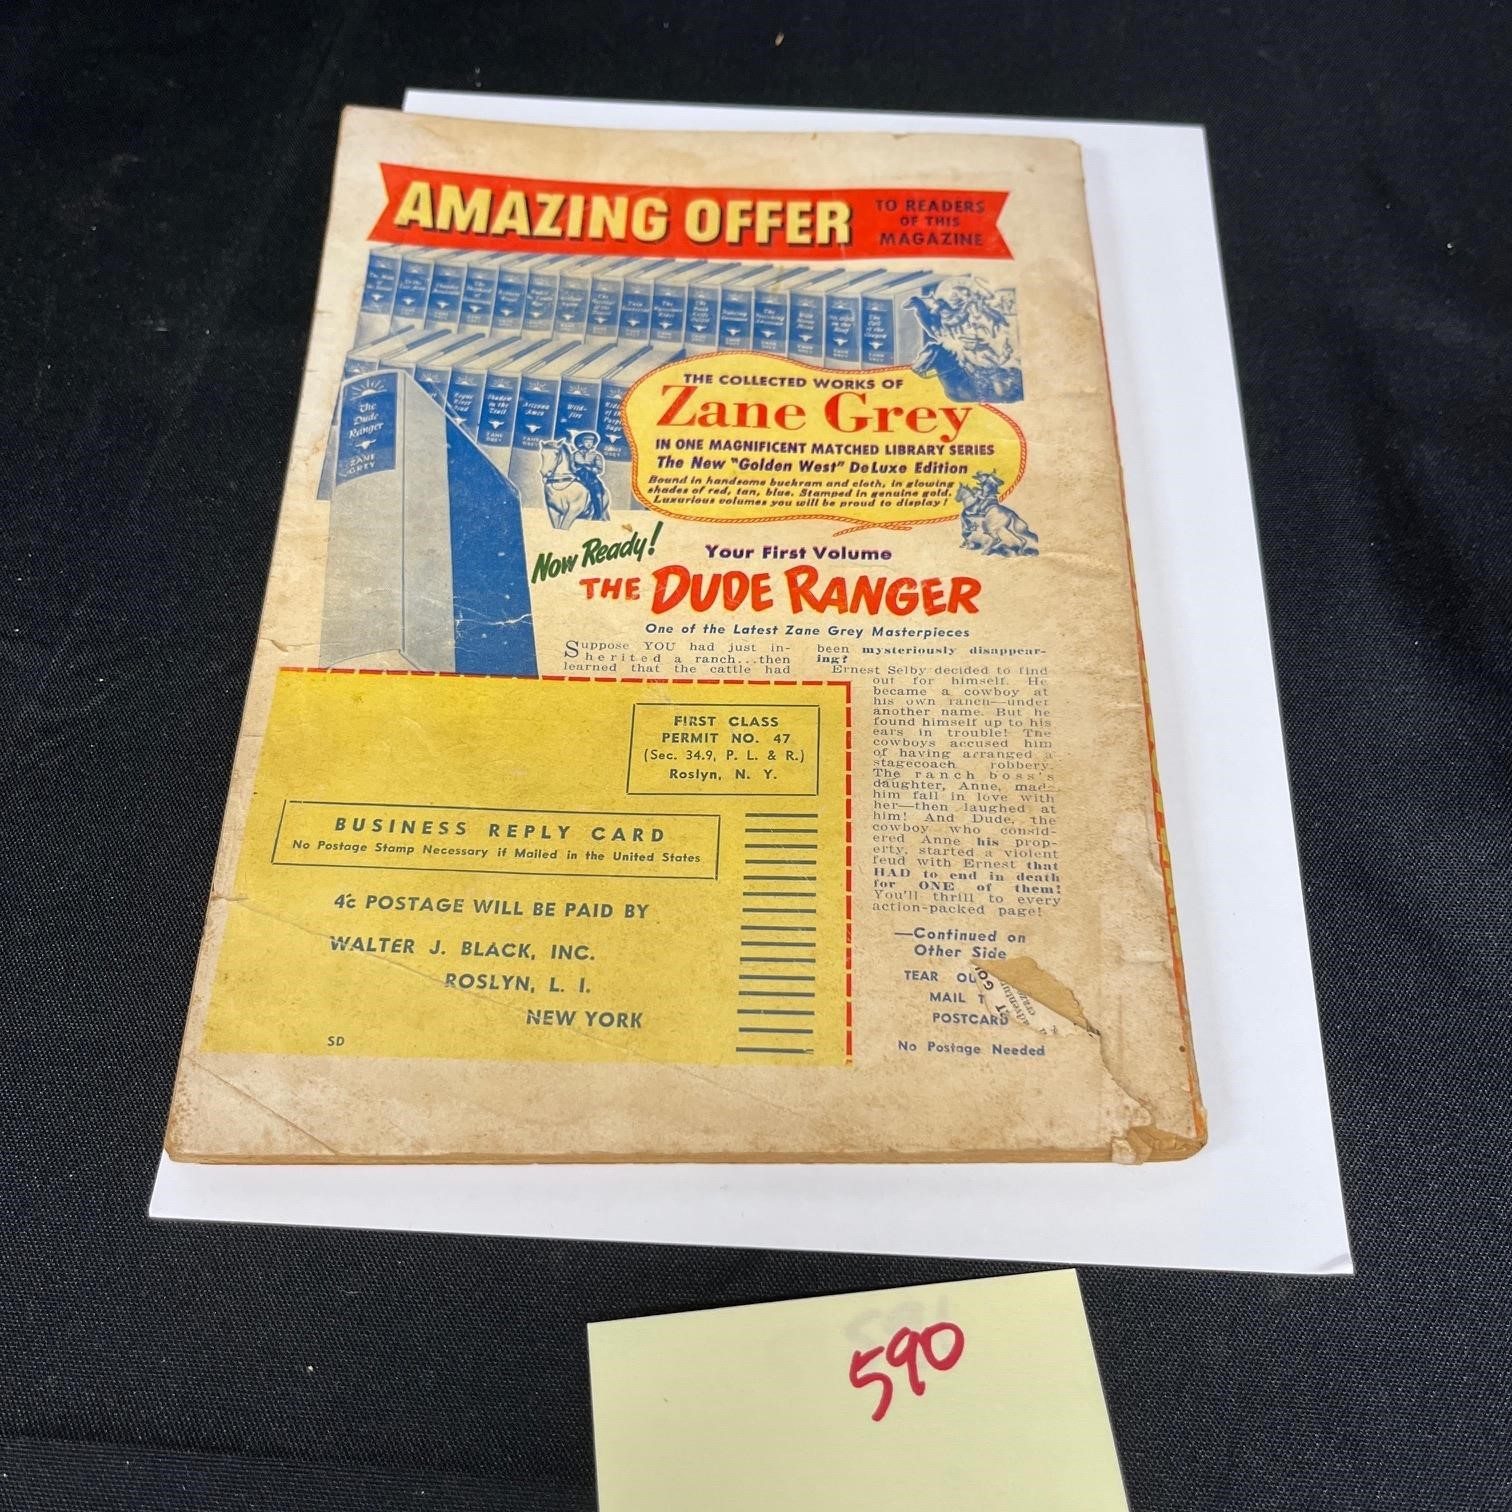 AMAZING OFFER
TO READERS
OF THIS
MAGAZINE
The
Dude
Ranger
ZANE
GREY
THE COLLECTED WORKS OF
Zane Grey
IN ONE MAGNIFICENT MATCHED LIBRARY SERIES
The New "Golden West" DeLuxe Edition
Bound in handsome buckram and cloth, in glowing
shades of red, tan, blue. Stamped in genuine gold.
Luxurious volumes you will be proud to display!
Now Ready!
Your First Volume
THE DUDE RANGER
One of the Latest Zane Grey Masterpieces
Suppose YOU had just in-
herited a ranch...then
learned that the cattle had
been mysteriously disappear-
ing?
Ernest Selby decided to find
out for himself. He
became a cowboy at
his own ranch—under
another name. But he
found himself up to his
ears in trouble! The
cowboys accused him
of having arranged a
stagecoach robbery.
The ranch boss's
daughter, Anne, made
him fall in love with
her—then laughed at
him! And Dude, the
cowboy who consid-
ered Anne his prop-
erty, started a violent
feud with Ernest that
HAD to end in death
for ONE of them!
You'll thrill to every
action-packed page!
—Continued on
Other Side
TEAR OU
MAIL T
POSTCARD
No Postage Needed
FIRST CLASS
PERMIT NO. 47
(Sec. 34.9, P. L. & R.)
Roslyn, N. Y.
BUSINESS REPLY CARD
No Postage Stamp Necessary if Mailed in the United States
4c POSTAGE WILL BE PAID BY
WALTER J. BLACK, INC.
ROSLYN, L. I.
NEW YORK
SD
590